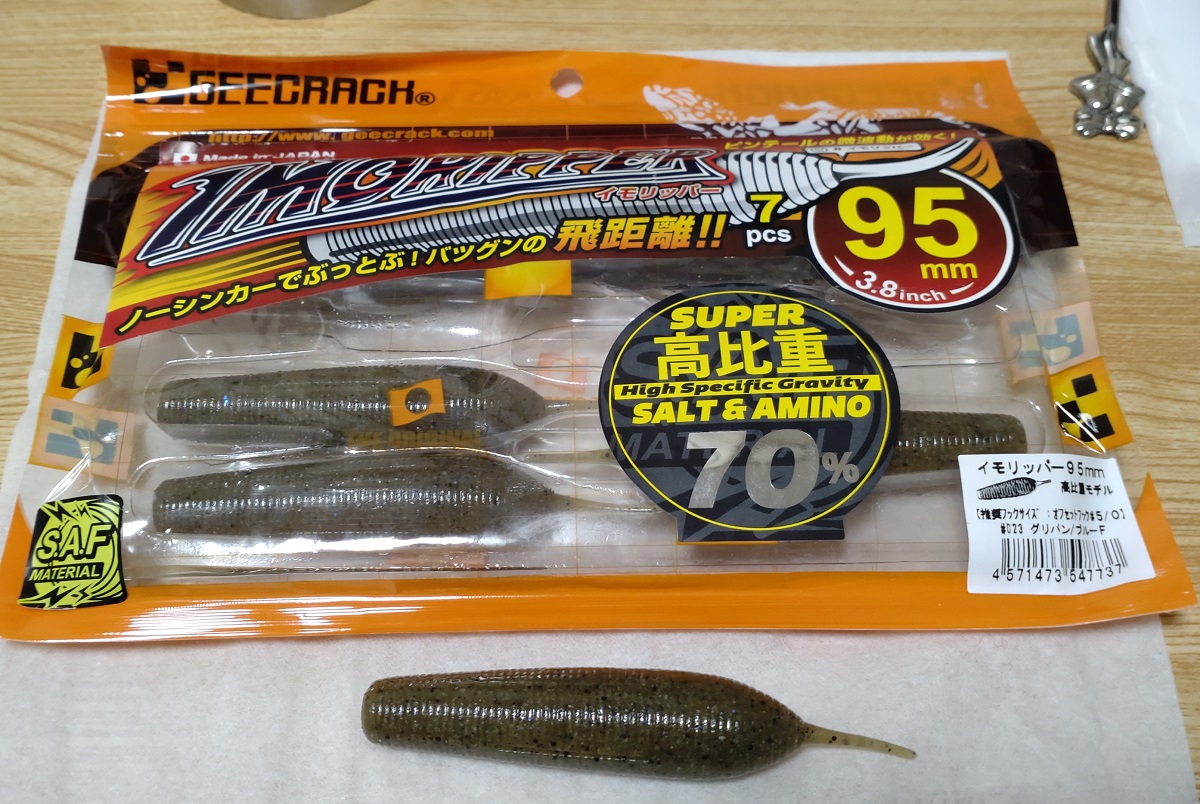 GEECRACK®
http://www.geecrack.com
Made in JAPAN
ピンテールの微波動が効く!
IMORIPPER
イモリッパー
7
pcs
95
mm
3.8inch
ノーシンカーでぶっとぶ!バツグンの飛距離!!
SUPER
高比重
High Specific Gravity
SALT & AMINO
MATERIAL
70%
S.A.F
MATERIAL
イモリッパー95mm
高比重モデル
[推奨フックサイズ:オフセットフック#5/0]
#023 グリパン/ブルーF
4571473547737